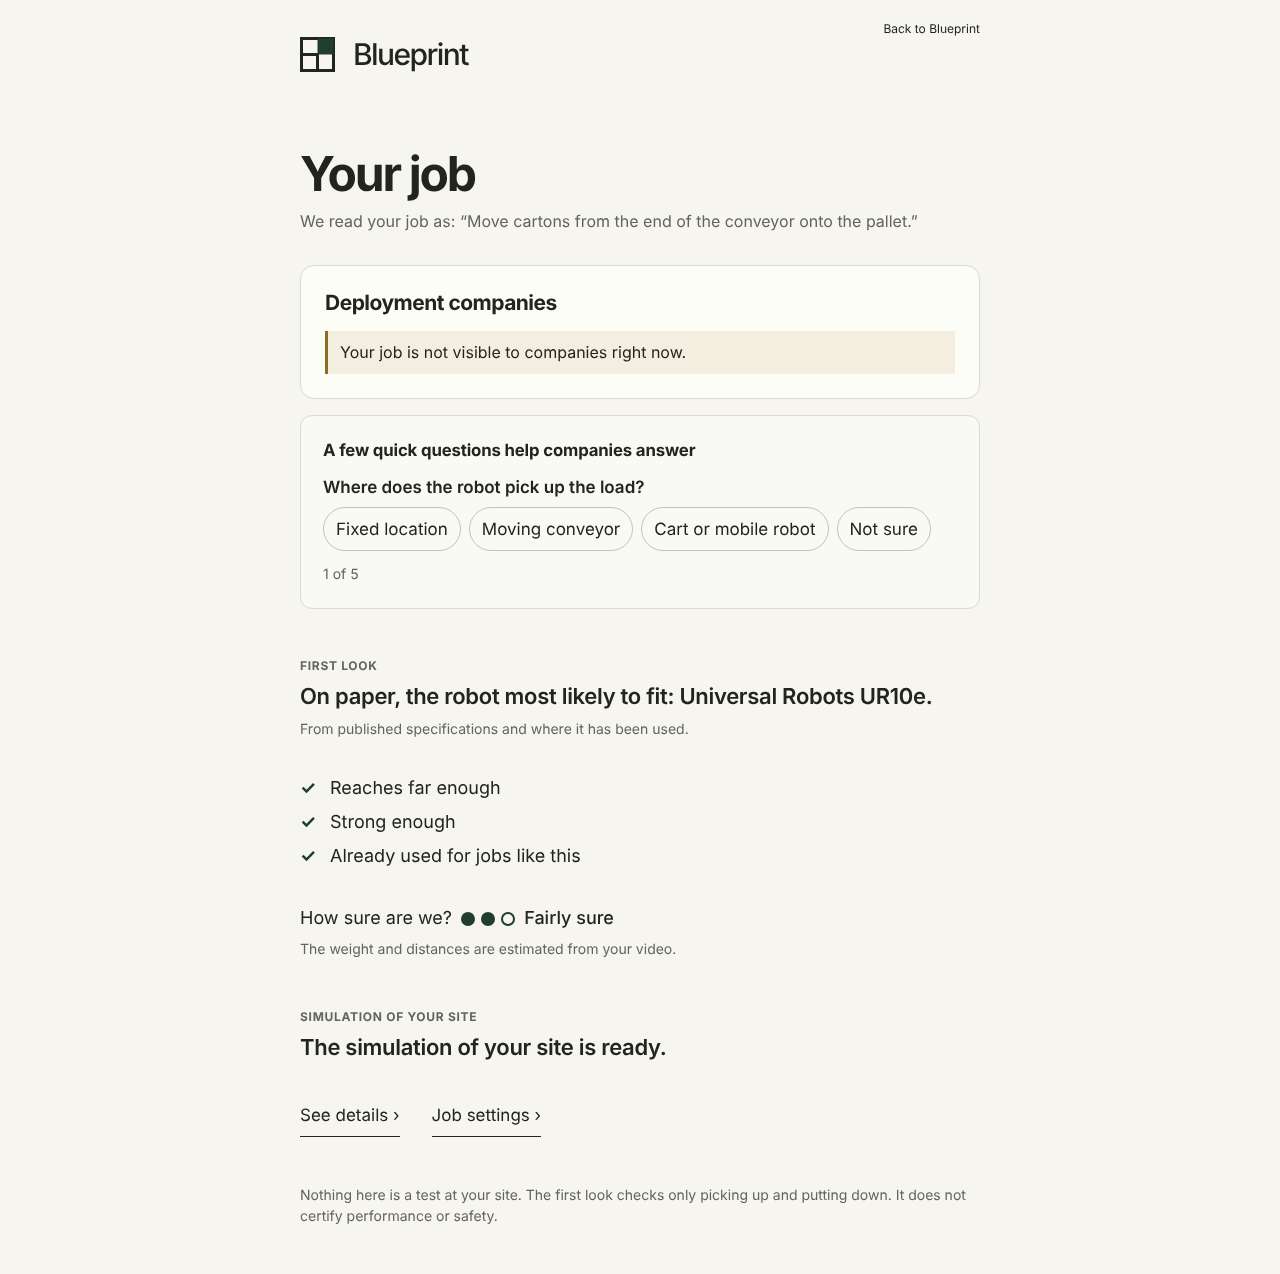 Back to Blueprint
Blueprint
Your job
We read your job as: “Move cartons from the end of the conveyor onto the pallet.”
Deployment companies
Your job is not visible to companies right now.
A few quick questions help companies answer
Where does the robot pick up the load?
Fixed location
Moving conveyor
Cart or mobile robot
Not sure
1 of 5
FIRST LOOK
On paper, the robot most likely to fit: Universal Robots UR10e.
From published specifications and where it has been used.
Reaches far enough
Strong enough
Already used for jobs like this
How sure are we? Fairly sure
The weight and distances are estimated from your video.
SIMULATION OF YOUR SITE
The simulation of your site is ready.
See details ›
Job settings ›
Nothing here is a test at your site. The first look checks only picking up and putting down. It does not
certify performance or safety.